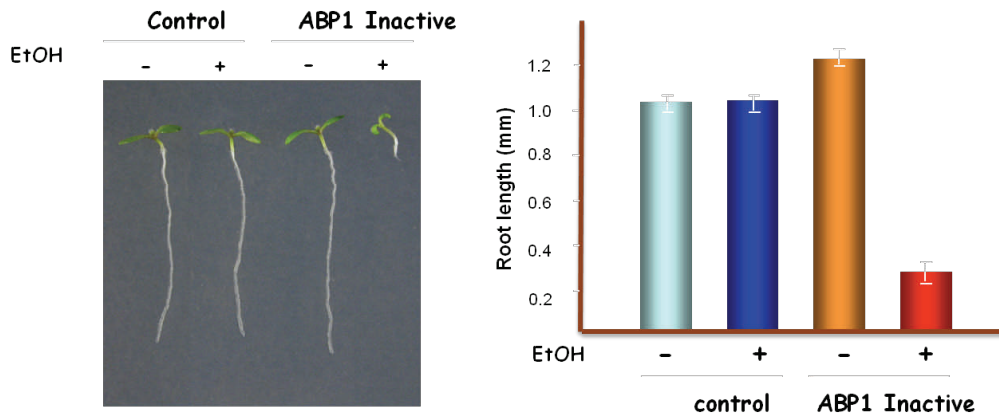 Control ABP1 Inactive
EtOH - + - +
Root length (mm)
1.2
1.0
0.8
0.6
0.4
0.2
EtOH - + - +
control ABP1 Inactive